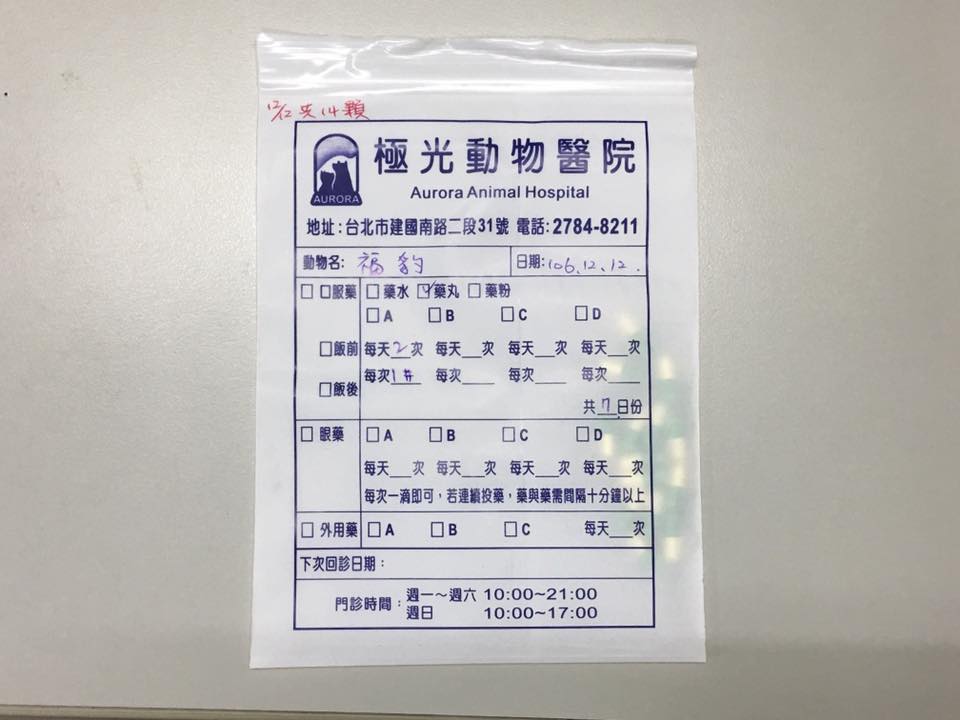 12/12 共14顆
極光動物醫院
AURORA
Aurora Animal Hospital
地址:台北市建國南路二段31號 電話:2784-8211
動物名: 福豹 日期:106.12.12.
□ 口服藥 □藥水 ☑藥丸 □藥粉
□A □B □C □D
□飯前 每天2次 每天__次 每天__次 每天__次
每次1# 每次__ 每次__ 每次__
□飯後
共7日份
□ 眼藥 □A □B □C □D
每天__次 每天__次 每天__次 每天__次
每次一滴即可,若連續投藥,藥與藥需間隔十分鐘以上
□ 外用藥 □A □B □C 每天__次
下次回診日期:
門診時間: 週一~週六 10:00~21:00
週日 10:00~17:00